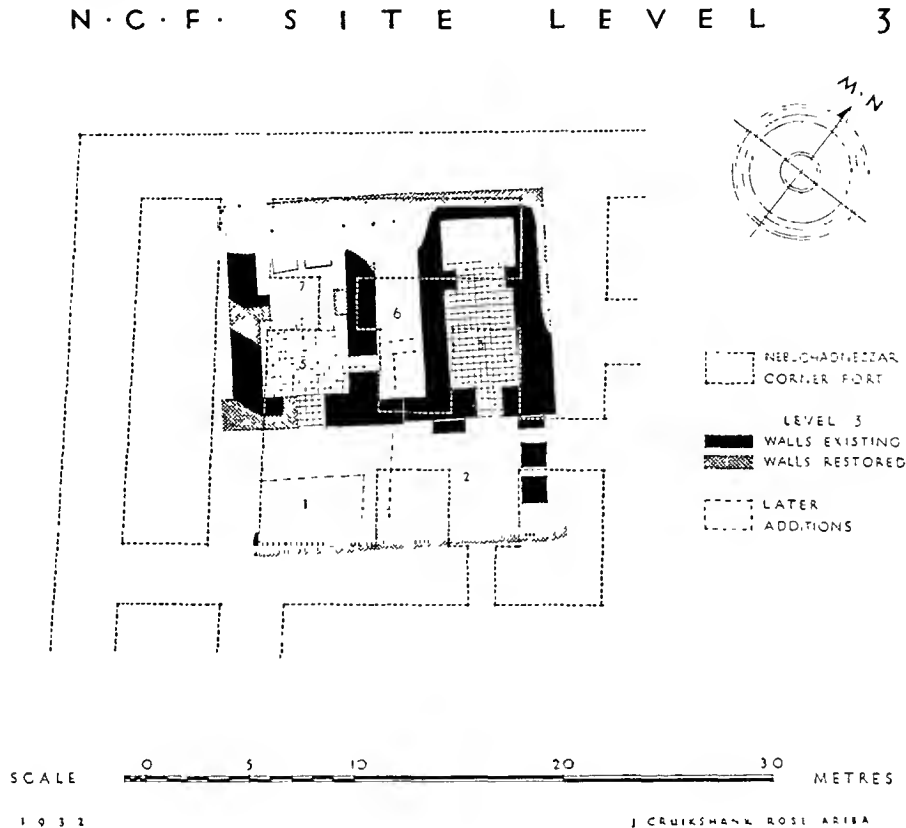 N·C·F· SITE LEVEL 3
M·N
7
6
5
2
1
NEBUCHADNEZZAR
CORNER FORT
LEVEL 3
WALLS EXISTING
WALLS RESTORED
LATER
ADDITIONS
0 5 10 20 30
SCALE METRES
1932 J CRUIKSHANK ROSE ARIBA